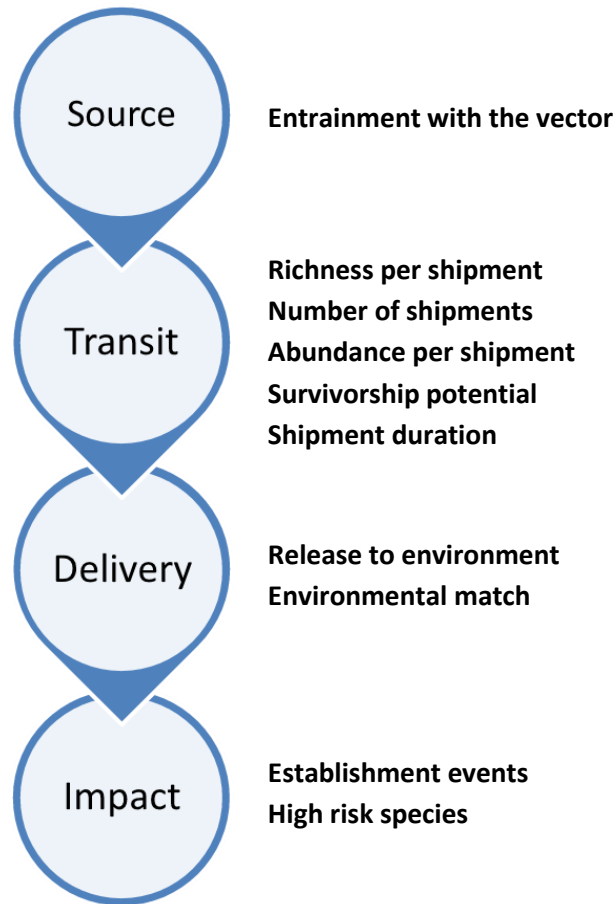 Source
Entrainment with the vector
Transit
Richness per shipment
Number of shipments
Abundance per shipment
Survivorship potential
Shipment duration
Delivery
Release to environment
Environmental match
Impact
Establishment events
High risk species